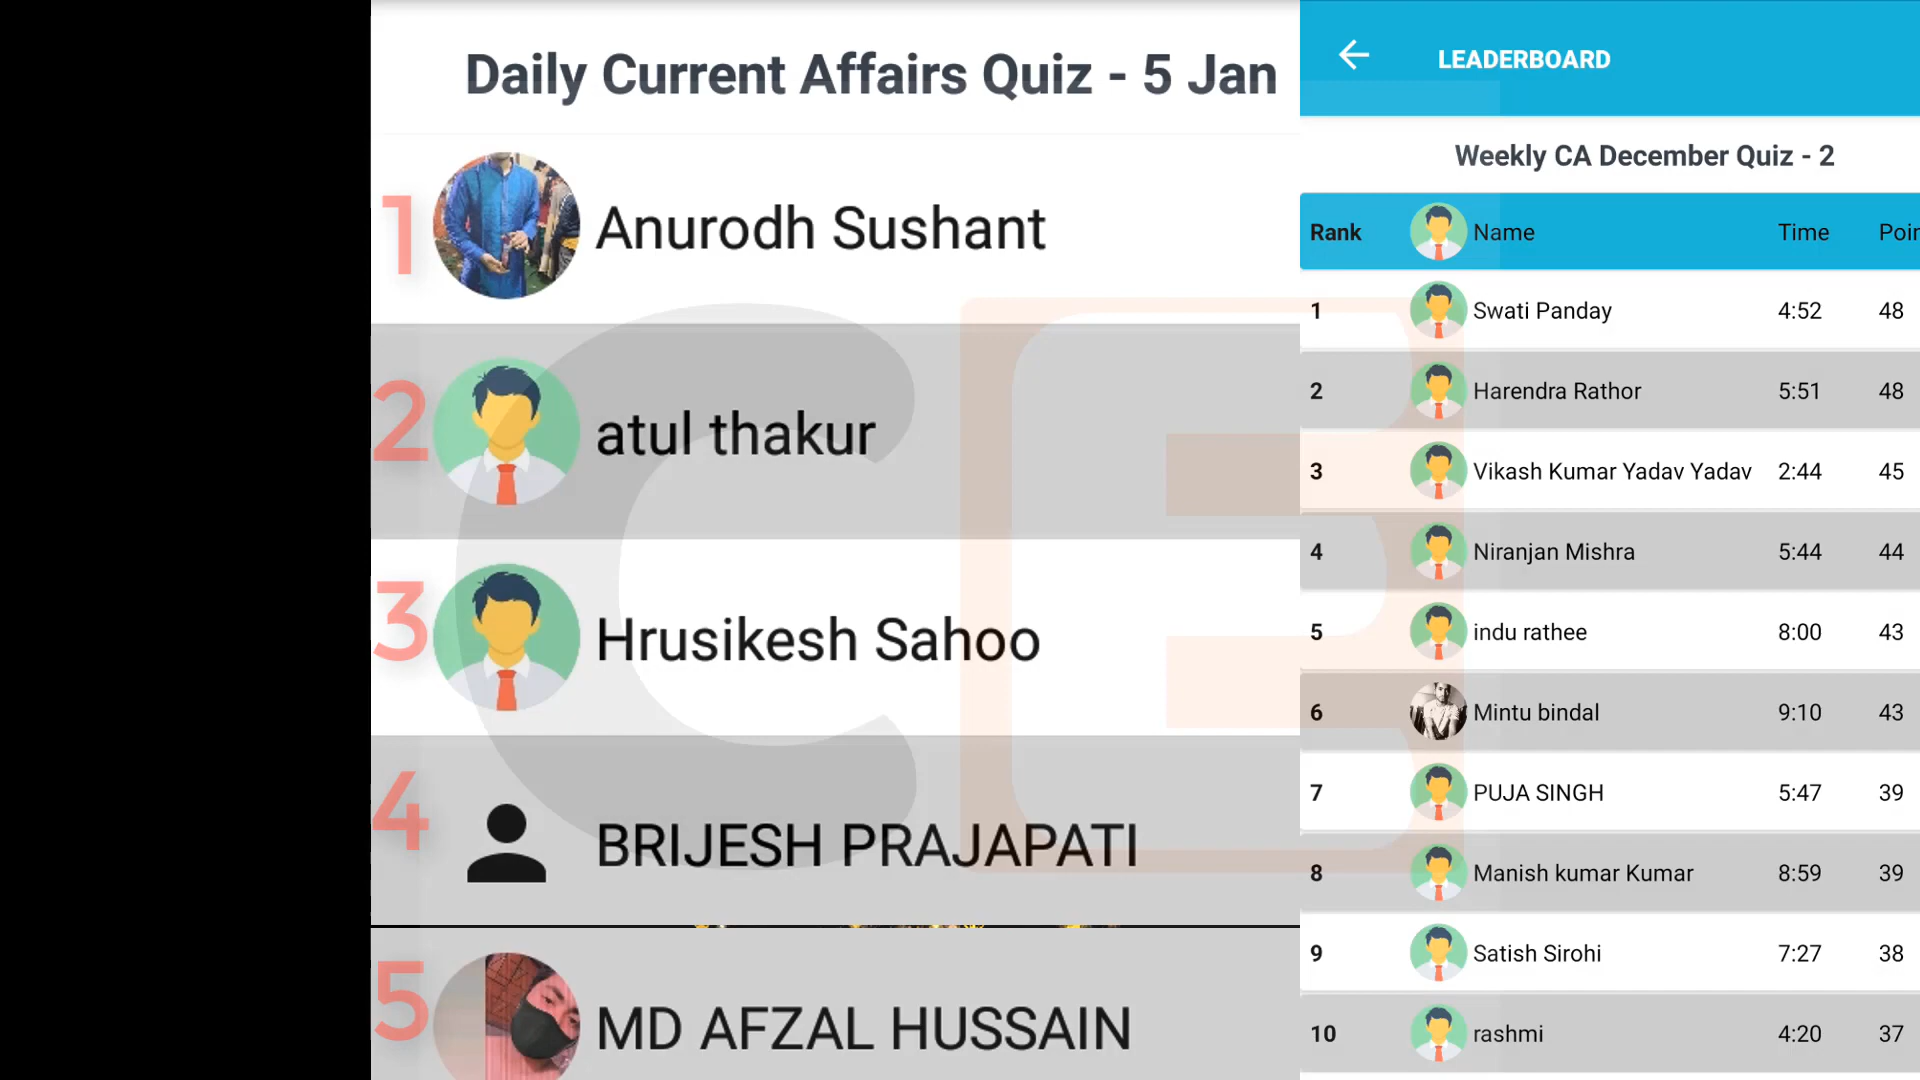 Daily Current Affairs Quiz - 5 Jan
1 Anurodh Sushant
2 atul thakur
3 Hrusikesh Sahoo
4 BRIJESH PRAJAPATI
5 MD AFZAL HUSSAIN
CE
LEADERBOARD
Weekly CA December Quiz - 2
Rank Name Time Poin
1 Swati Panday 4:52 48
2 Harendra Rathor 5:51 48
3 Vikash Kumar Yadav Yadav 2:44 45
4 Niranjan Mishra 5:44 44
5 indu rathee 8:00 43
6 Mintu bindal 9:10 43
7 PUJA SINGH 5:47 39
8 Manish kumar Kumar 8:59 39
9 Satish Sirohi 7:27 38
10 rashmi 4:20 37